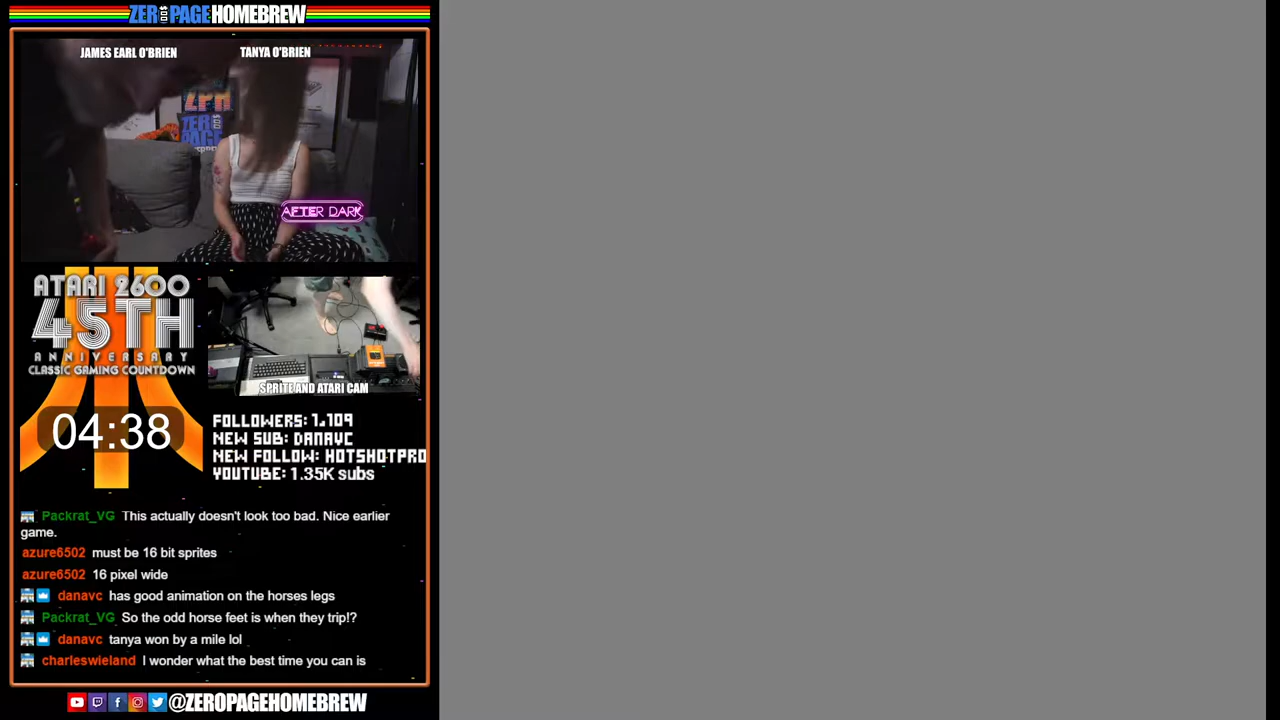 ZERO PAGE HOMEBREW
JAMES EARL O'BRIEN
TANYA O'BRIEN
ZPH
ZERO
PAGE
AFTER DARK
ATARI 2600
45TH
ANNIVERSARY
CLASSIC GAMING COUNTDOWN
04:38
SPRITE AND ATARI CAM
FOLLOWERS: 1,109
NEW SUB: DANAVC
NEW FOLLOW: HOTSHOTPRO
YOUTUBE: 1.35K subs
Packrat_VG This actually doesn't look too bad. Nice earlier
game.
azure6502 must be 16 bit sprites
azure6502 16 pixel wide
danavc has good animation on the horses legs
Packrat_VG So the odd horse feet is when they trip!?
danavc tanya won by a mile lol
charleswieland I wonder what the best time you can is
@ZEROPAGEHOMEBREW